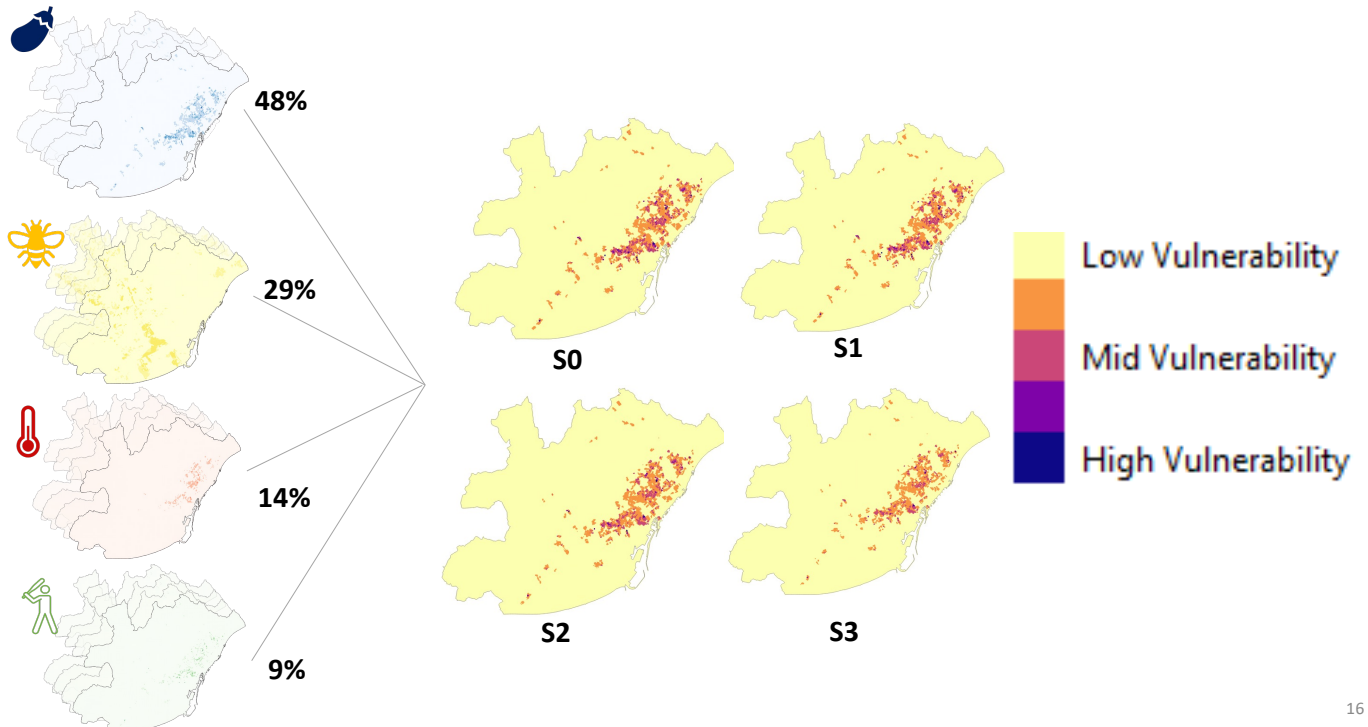 48%
29%
14%
9%
S0
S1
S2
S3
Low Vulnerability
Mid Vulnerability
High Vulnerability
16